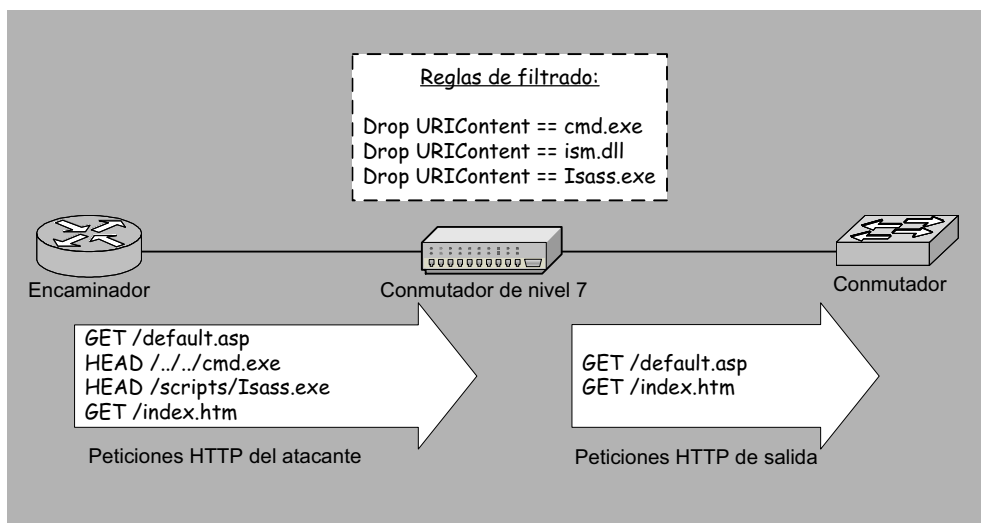 Reglas de filtrado:
Drop URIContent == cmd.exe
Drop URIContent == ism.dll
Drop URIContent == Isass.exe
Encaminador
Conmutador de nivel 7
Conmutador
GET /default.asp
HEAD /../../cmd.exe
HEAD /scripts/Isass.exe
GET /index.htm
GET /default.asp
GET /index.htm
Peticiones HTTP del atacante
Peticiones HTTP de salida